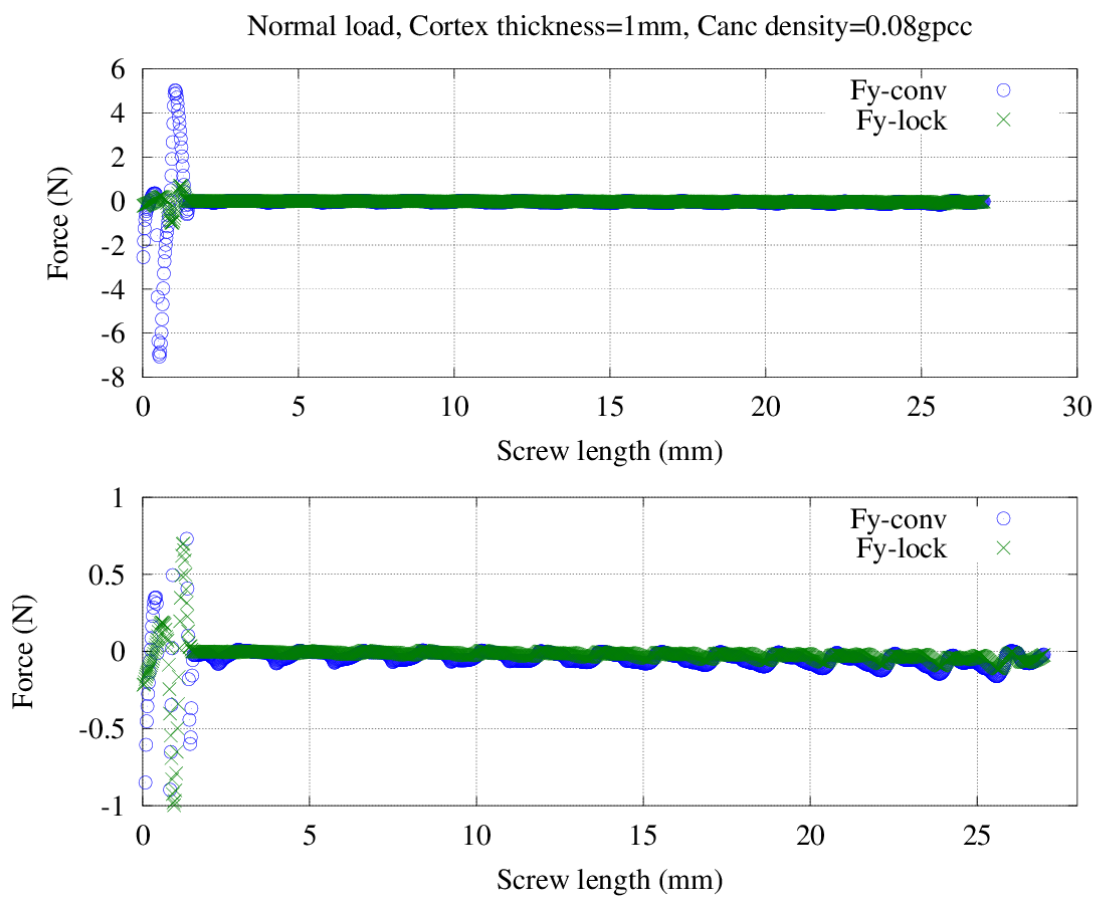 Normal load, Cortex thickness=1mm, Canc density=0.08gpcc
6
4
2
0
-2
-4
-6
-8
Force (N)
Fy-conv
Fy-lock
0 5 10 15 20 25 30
Screw length (mm)
1
0.5
0
-0.5
-1
Force (N)
Fy-conv
Fy-lock
0 5 10 15 20 25
Screw length (mm)